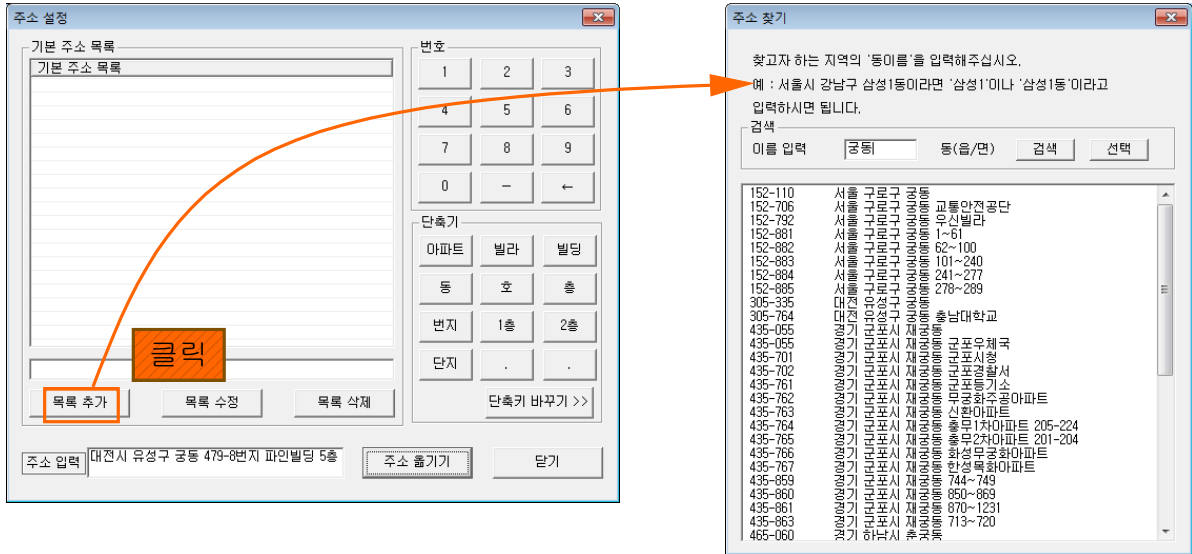 주소 설정
기본 주소 목록
기본 주소 목록
번호
1 2 3
4 5 6
7 8 9
0 - ←
단축기
아파트 빌라 빌딩
동 호 층
번지 1층 2층
단지 . .
클릭
목록 추가 목록 수정 목록 삭제
단축키 바꾸기 >>
주소 입력 대전시 유성구 궁동 479-8번지 파인빌딩 5층 주소 옮기기 닫기
주소 찾기
찾고자 하는 지역의 '동이름'을 입력해주십시오.
예 : 서울시 강남구 삼성1동이라면 '삼성1'이나 '삼성1동'이라고
입력하시면 됩니다.
검색
이름 입력 궁동 동(읍/면) 검색 선택
152-110 서울 구로구 궁동
152-706 서울 구로구 궁동 교통안전공단
152-792 서울 구로구 궁동 우신빌라
152-881 서울 구로구 궁동 1~61
152-882 서울 구로구 궁동 62~100
152-883 서울 구로구 궁동 101~240
152-884 서울 구로구 궁동 241~277
152-885 서울 구로구 궁동 278~289
305-335 대전 유성구 궁동
305-764 대전 유성구 궁동 충남대학교
435-055 경기 군포시 재궁동
435-055 경기 군포시 재궁동 군포우체국
435-701 경기 군포시 재궁동 군포시청
435-702 경기 군포시 재궁동 군포경찰서
435-761 경기 군포시 재궁동 군포등기소
435-762 경기 군포시 재궁동 무궁화주공아파트
435-763 경기 군포시 재궁동 신환아파트
435-764 경기 군포시 재궁동 충무1차아파트 205-224
435-765 경기 군포시 재궁동 충무2차아파트 201-204
435-766 경기 군포시 재궁동 화성무궁화아파트
435-767 경기 군포시 재궁동 한성목화아파트
435-859 경기 군포시 재궁동 744~749
435-860 경기 군포시 재궁동 850~869
435-861 경기 군포시 재궁동 870~1231
435-863 경기 군포시 재궁동 713~720
465-060 경기 하남시 춘궁동